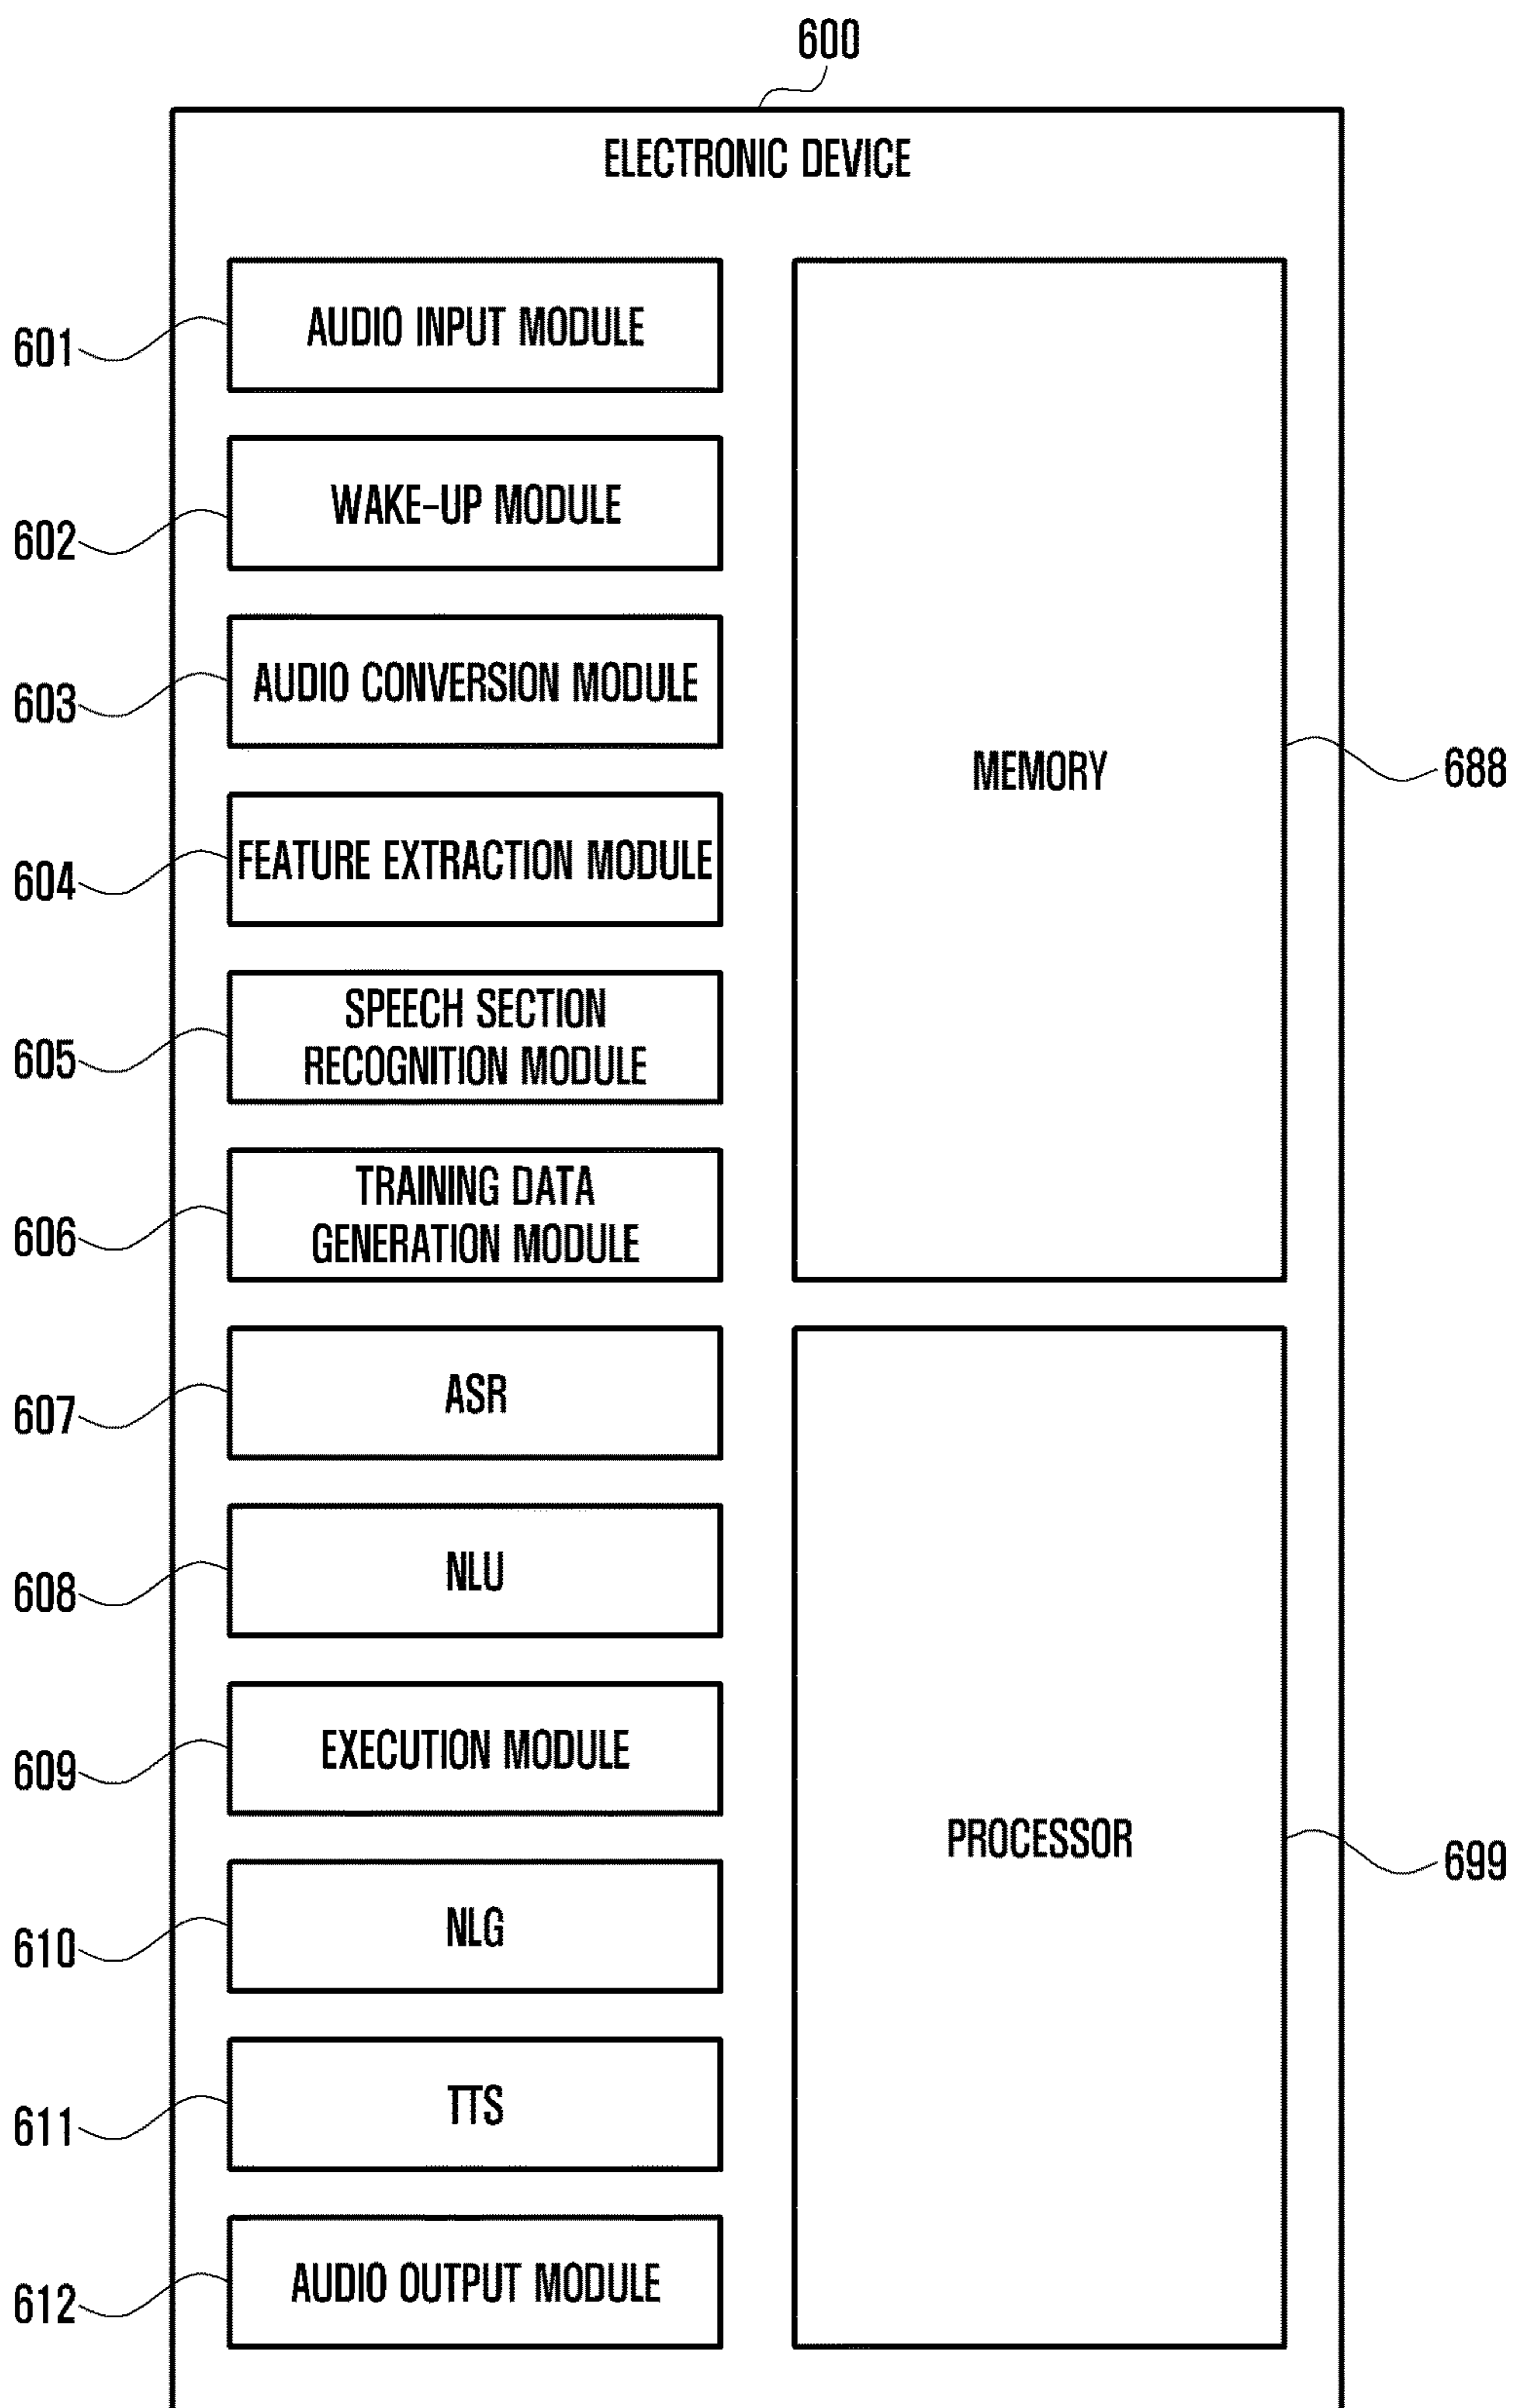 600
ELECTRONIC DEVICE
601
AUDIO INPUT MODULE
602
WAKE-UP MODULE
603
AUDIO CONVERSION MODULE
604
FEATURE EXTRACTION MODULE
605
SPEECH SECTION
RECOGNITION MODULE
606
TRAINING DATA
GENERATION MODULE
607
ASR
608
NLU
609
EXECUTION MODULE
610
NLG
611
TTS
612
AUDIO OUTPUT MODULE
MEMORY
688
PROCESSOR
699